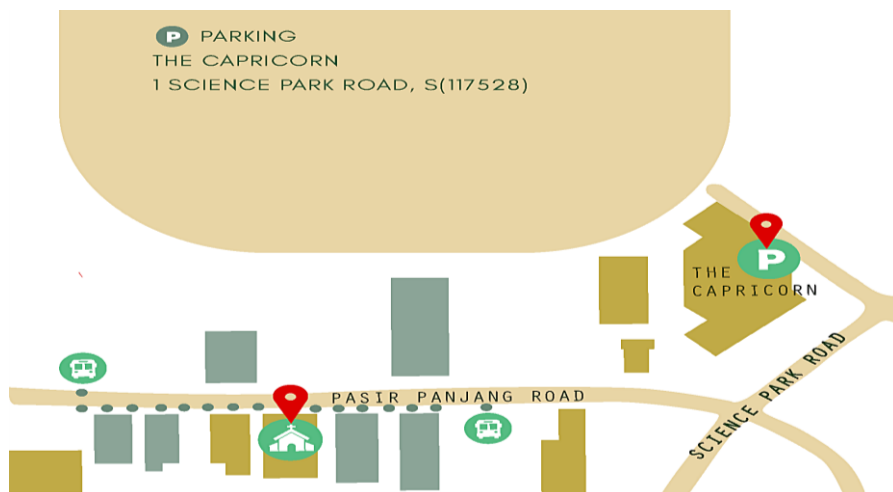 P PARKING
THE CAPRICORN
1 SCIENCE PARK ROAD, S(117528)
P
THE
CAPRICORN
PASIR PANJANG ROAD
SCIENCE PARK ROAD